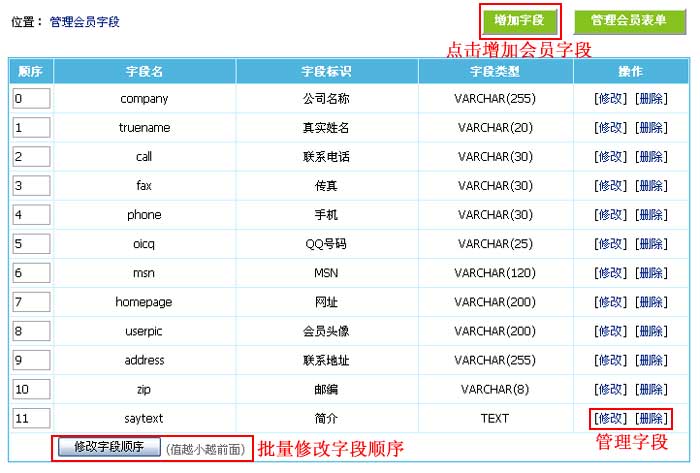 位置： 管理会员字段
增加字段 管理会员表单
点击增加会员字段
顺序 字段名 字段标识 字段类型 操作
0 company 公司名称 VARCHAR(255) [修改] [删除]
1 truename 真实姓名 VARCHAR(20) [修改] [删除]
2 call 联系电话 VARCHAR(30) [修改] [删除]
3 fax 传真 VARCHAR(30) [修改] [删除]
4 phone 手机 VARCHAR(30) [修改] [删除]
5 oicq QQ号码 VARCHAR(25) [修改] [删除]
6 msn MSN VARCHAR(120) [修改] [删除]
7 homepage 网址 VARCHAR(200) [修改] [删除]
8 userpic 会员头像 VARCHAR(200) [修改] [删除]
9 address 联系地址 VARCHAR(255) [修改] [删除]
10 zip 邮编 VARCHAR(8) [修改] [删除]
11 saytext 简介 TEXT [修改] [删除]
修改字段顺序 (值越小越前面) 批量修改字段顺序 管理字段